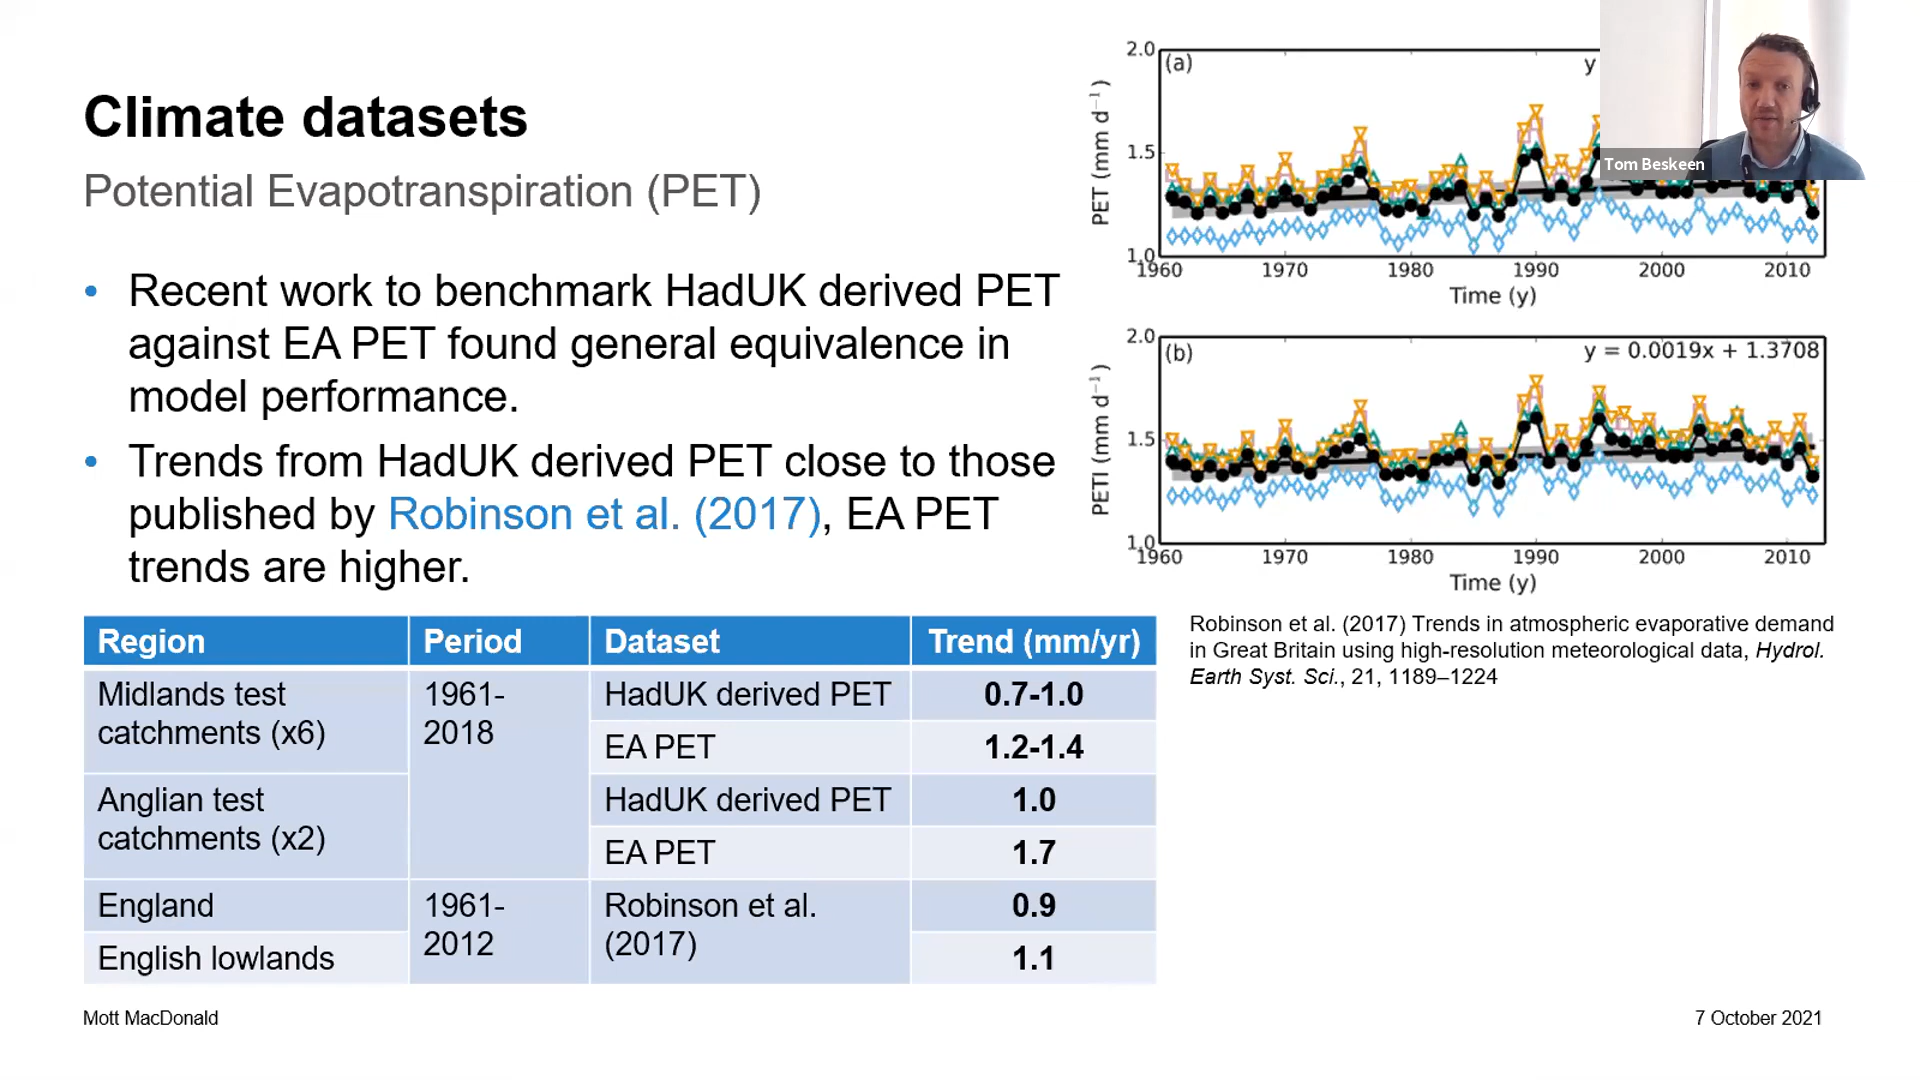 Climate datasets
Potential Evapotranspiration (PET)
• Recent work to benchmark HadUK derived PET
against EA PET found general equivalence in
model performance.
• Trends from HadUK derived PET close to those
published by Robinson et al. (2017), EA PET
trends are higher.
Region Period Dataset Trend (mm/yr)
Midlands test
catchments (x6)
1961-
2018
HadUK derived PET 0.7-1.0
EA PET 1.2-1.4
Anglian test
catchments (x2)
HadUK derived PET 1.0
EA PET 1.7
England
1961-
2012
Robinson et al.
(2017)
0.9
English lowlands 1.1
(a)
y
PET (mm d⁻¹)
2.0
1.5
1.0
1960 1970 1980 1990 2000 2010
Time (y)
Tom Beskeen
(b)
y = 0.0019x + 1.3708
PETI (mm d⁻¹)
2.0
1.5
1.0
1960 1970 1980 1990 2000 2010
Time (y)
Robinson et al. (2017) Trends in atmospheric evaporative demand
in Great Britain using high-resolution meteorological data, Hydrol.
Earth Syst. Sci., 21, 1189–1224
Mott MacDonald
7 October 2021